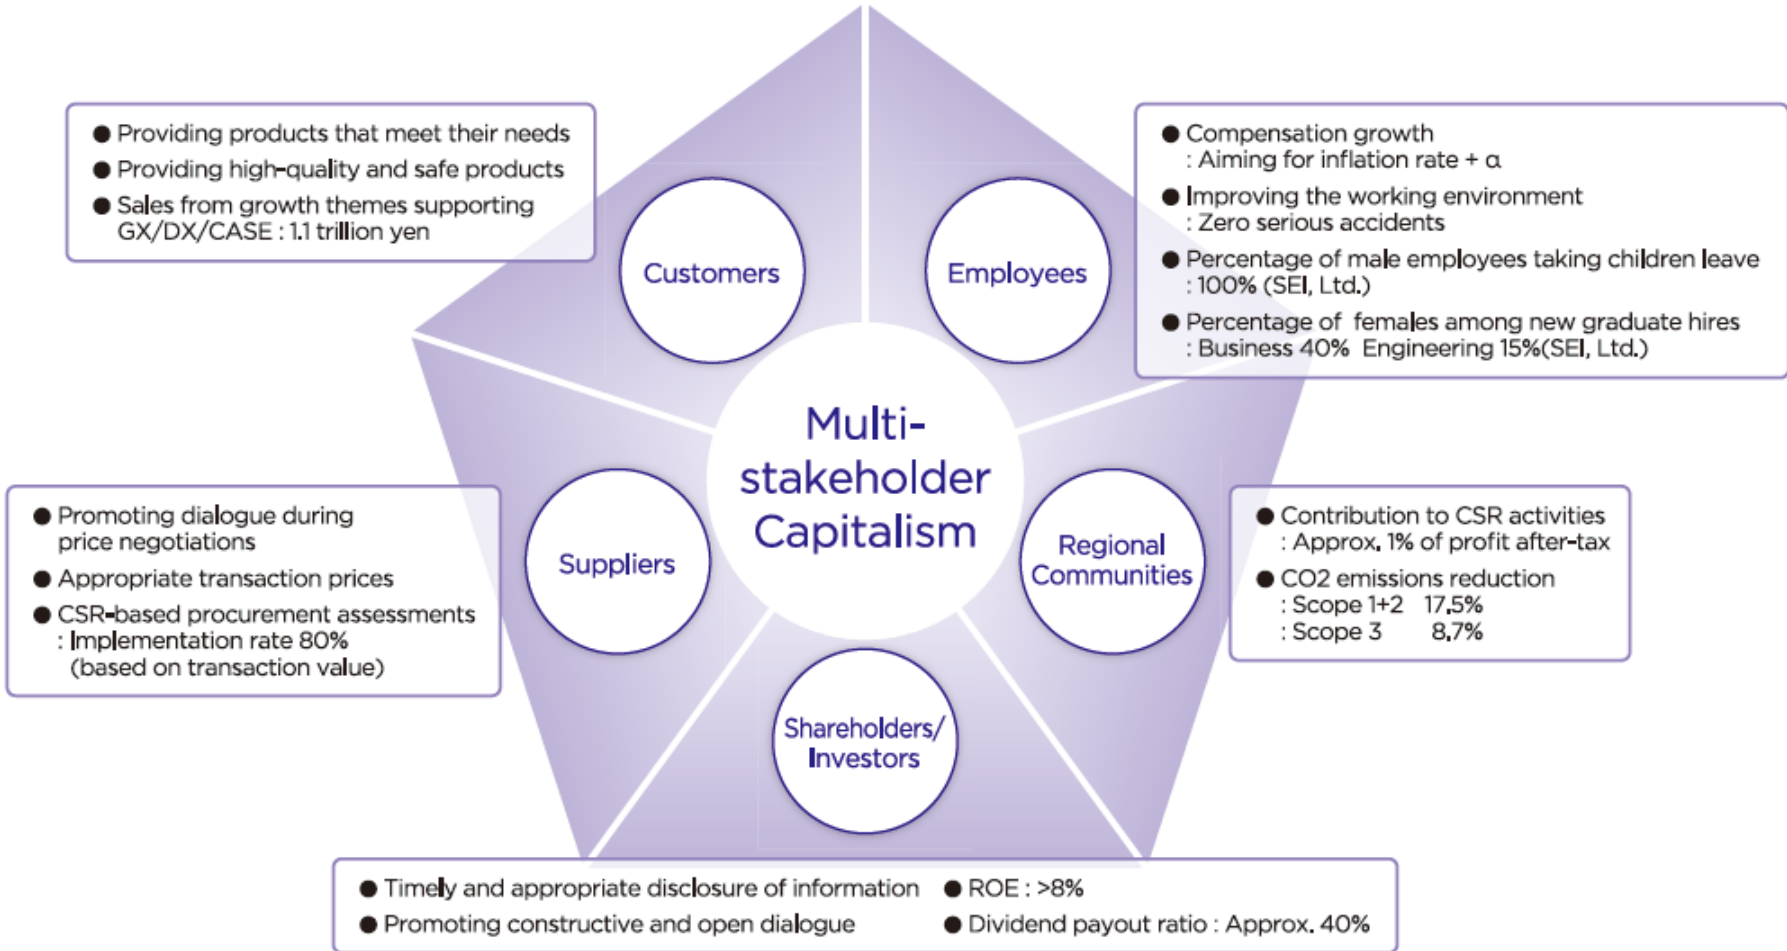 ● Providing products that meet their needs
● Providing high-quality and safe products
● Sales from growth themes supporting
GX/DX/CASE : 1.1 trillion yen
Customers
Employees
● Compensation growth
: Aiming for inflation rate + α
● Improving the working environment
: Zero serious accidents
● Percentage of male employees taking children leave
: 100% (SEI, Ltd.)
● Percentage of females among new graduate hires
: Business 40% Engineering 15%(SEI, Ltd.)
Multi-
stakeholder
Capitalism
● Promoting dialogue during
price negotiations
● Appropriate transaction prices
● CSR-based procurement assessments
: Implementation rate 80%
(based on transaction value)
Suppliers
Regional
Communities
● Contribution to CSR activities
: Approx. 1% of profit after-tax
● CO2 emissions reduction
: Scope 1+2 17.5%
: Scope 3 8.7%
Shareholders/
Investors
● Timely and appropriate disclosure of information
● Promoting constructive and open dialogue
● ROE : >8%
● Dividend payout ratio : Approx. 40%